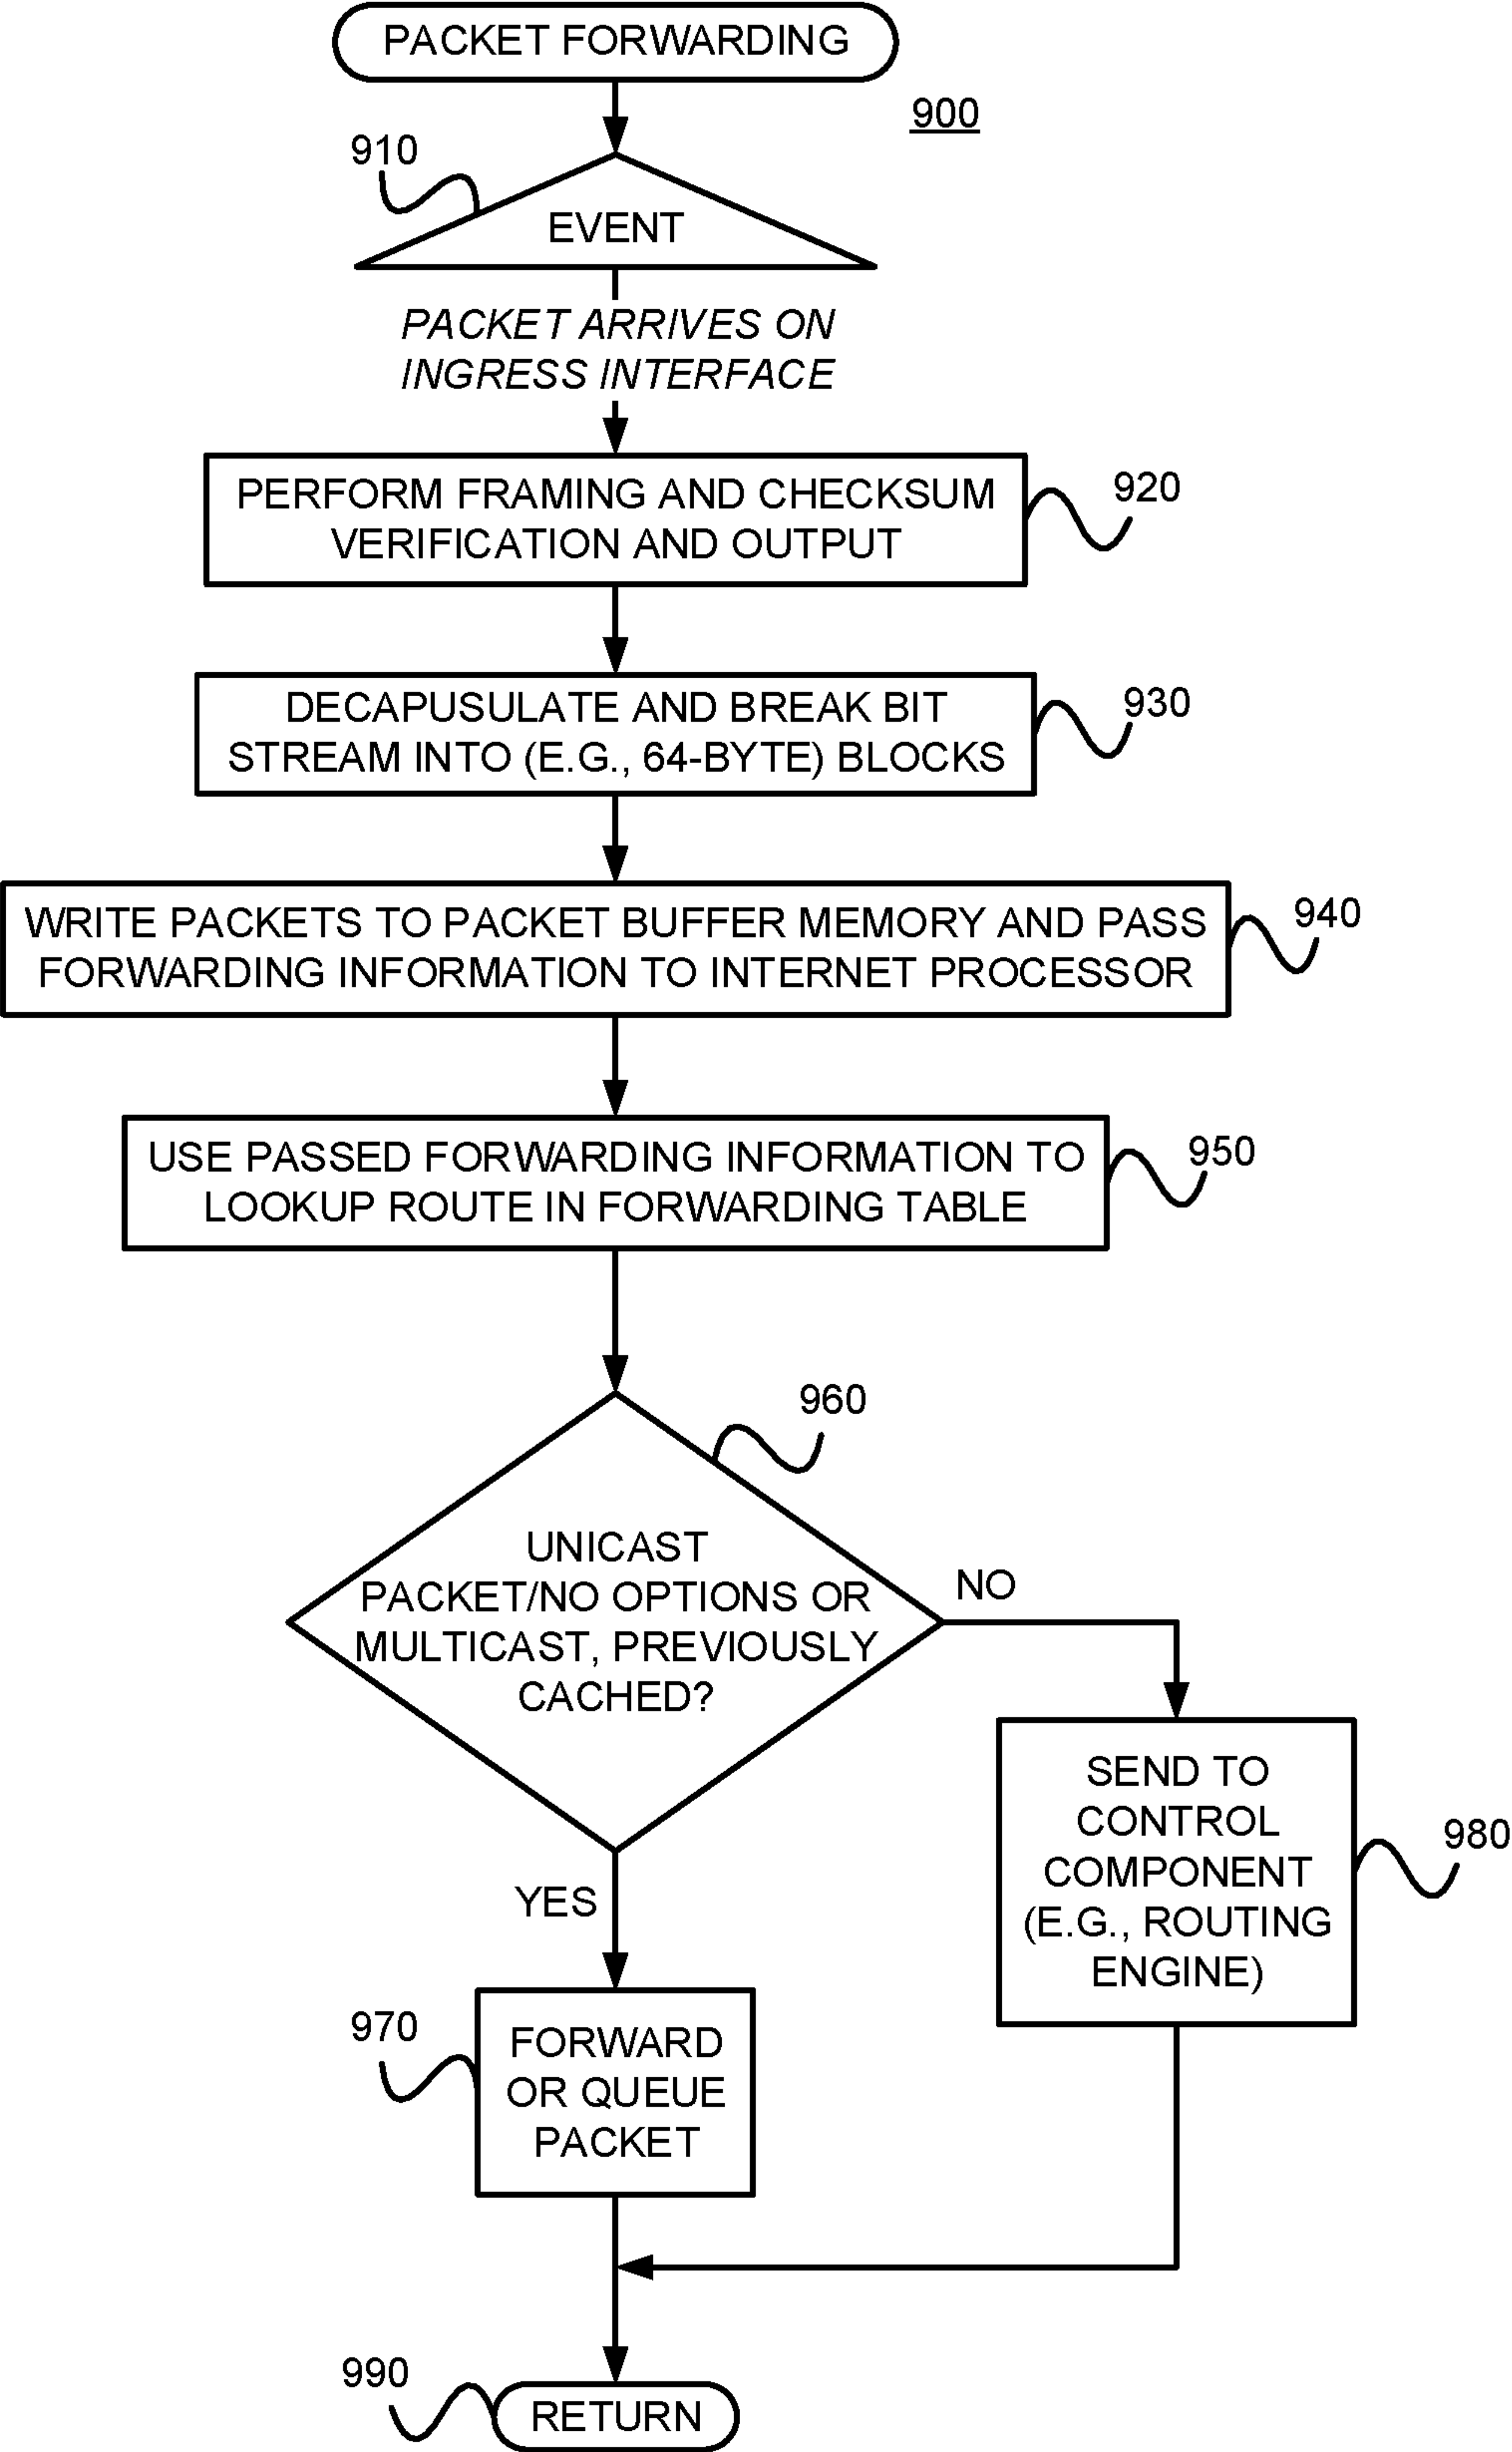 PACKET FORWARDING
900
910
EVENT
PACKET ARRIVES ON
INGRESS INTERFACE
PERFORM FRAMING AND CHECKSUM
VERIFICATION AND OUTPUT
920
DECAPUSULATE AND BREAK BIT
STREAM INTO (E.G., 64-BYTE) BLOCKS
930
WRITE PACKETS TO PACKET BUFFER MEMORY AND PASS
FORWARDING INFORMATION TO INTERNET PROCESSOR
940
USE PASSED FORWARDING INFORMATION TO
LOOKUP ROUTE IN FORWARDING TABLE
950
960
UNICAST
PACKET/NO OPTIONS OR
MULTICAST, PREVIOUSLY
CACHED?
NO
YES
SEND TO
CONTROL
COMPONENT
(E.G., ROUTING
ENGINE)
980
970
FORWARD
OR QUEUE
PACKET
990
RETURN